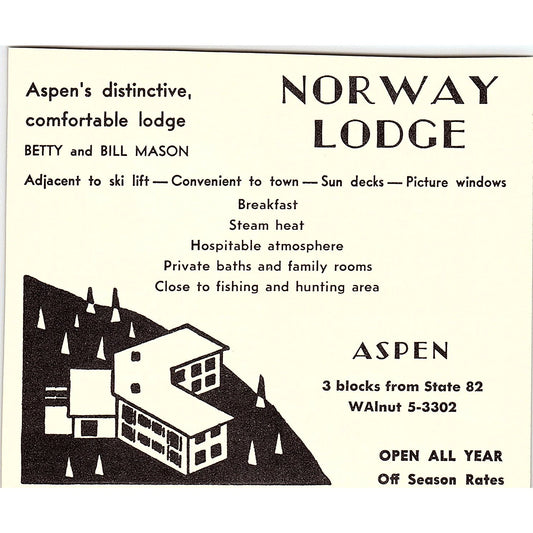 Aspen's distinctive,
comfortable lodge
BETTY and BILL MASON
NORWAY
LODGE
Adjacent to ski lift — Convenient to town — Sun decks — Picture windows
Breakfast
Steam heat
Hospitable atmosphere
Private baths and family rooms
Close to fishing and hunting area
ASPEN
3 blocks from State 82
WAlnut 5-3302
OPEN ALL YEAR
Off Season Rates